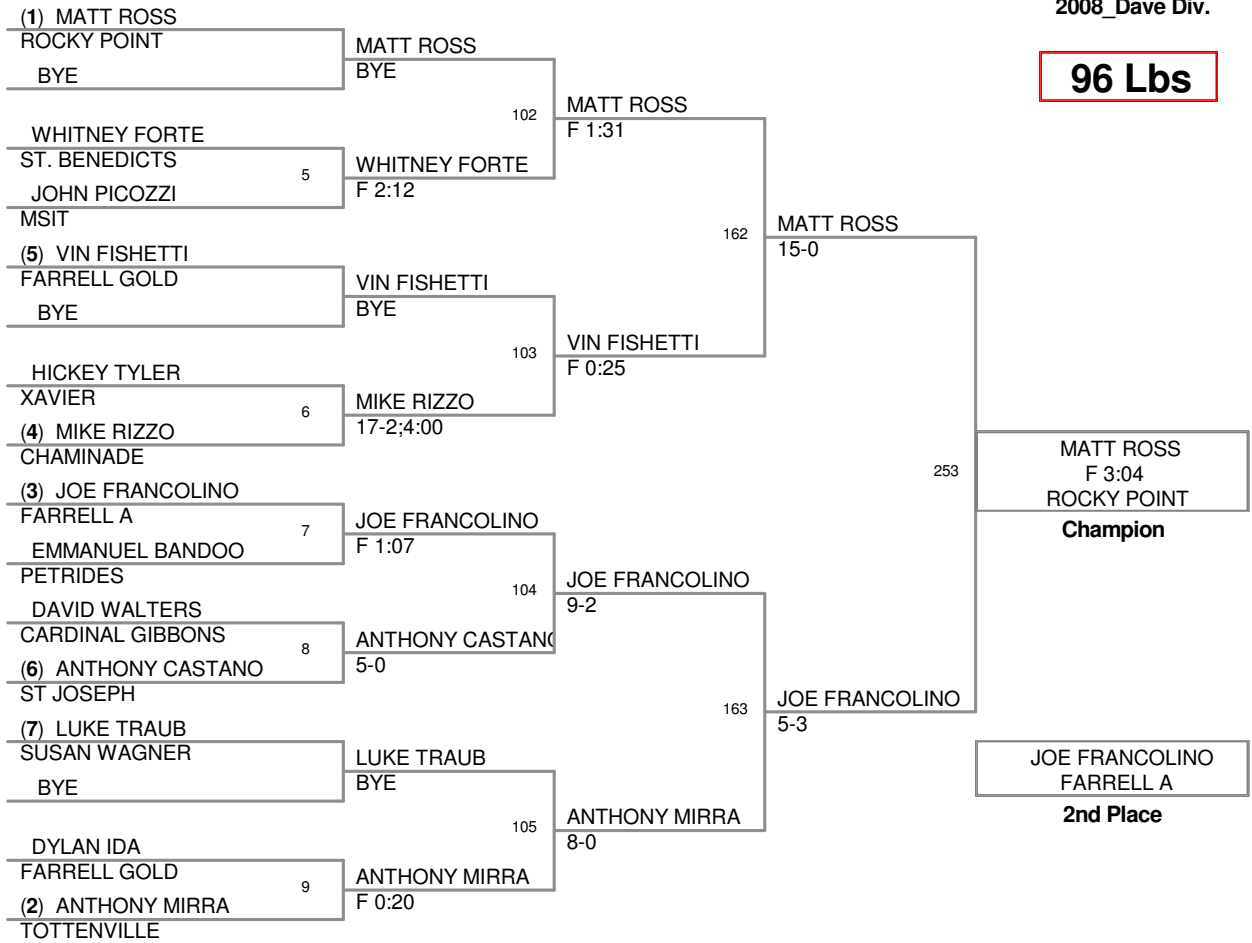 2008_Dave Div.
96 Lbs
(1) MATT ROSS
ROCKY POINT
BYE
WHITNEY FORTE
ST. BENEDICTS
5
JOHN PICOZZI
MSIT
(5) VIN FISHETTI
FARRELL GOLD
BYE
HICKEY TYLER
XAVIER
6
(4) MIKE RIZZO
CHAMINADE
(3) JOE FRANCOLINO
FARRELL A
7
EMMANUEL BANDOO
PETRIDES
DAVID WALTERS
CARDINAL GIBBONS
8
(6) ANTHONY CASTANO
ST JOSEPH
(7) LUKE TRAUB
SUSAN WAGNER
BYE
DYLAN IDA
FARRELL GOLD
9
(2) ANTHONY MIRRA
TOTTENVILLE
MATT ROSS
BYE
102
WHITNEY FORTE
F 2:12
VIN FISHETTI
BYE
103
MIKE RIZZO
17-2;4:00
JOE FRANCOLINO
F 1:07
104
ANTHONY CASTANO
5-0
LUKE TRAUB
BYE
105
ANTHONY MIRRA
F 0:20
MATT ROSS
F 1:31
162
VIN FISHETTI
F 0:25
JOE FRANCOLINO
9-2
163
ANTHONY MIRRA
8-0
MATT ROSS
15-0
253
JOE FRANCOLINO
5-3
MATT ROSS
F 3:04
ROCKY POINT
Champion
JOE FRANCOLINO
FARRELL A
2nd Place